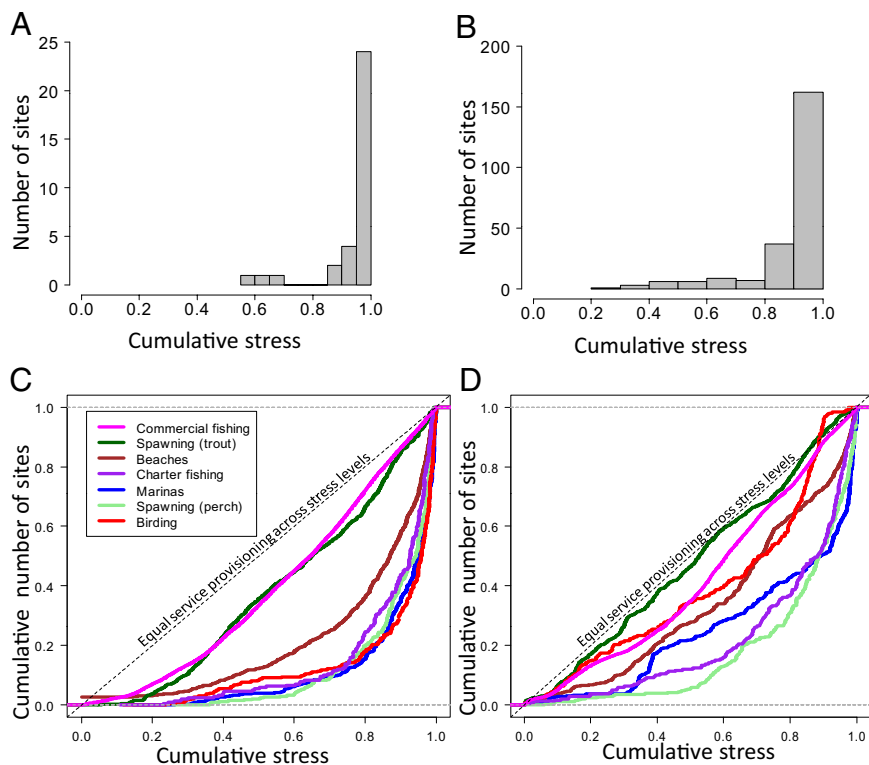 A
Number of sites
25
20
15
10
5
0
0.0 0.2 0.4 0.6 0.8 1.0
Cumulative stress
B
Number of sites
200
150
100
50
0
0.0 0.2 0.4 0.6 0.8 1.0
Cumulative stress
C
Cumulative number of sites
1.0
0.8
0.6
0.4
0.2
0.0
Commercial fishing
Spawning (trout)
Beaches
Charter fishing
Marinas
Spawning (perch)
Birding
Equal service provisioning across stress levels
0.0 0.2 0.4 0.6 0.8 1.0
Cumulative stress
D
Cumulative number of sites
1.0
0.8
0.6
0.4
0.2
0.0
Equal service provisioning across stress levels
0.0 0.2 0.4 0.6 0.8 1.0
Cumulative stress